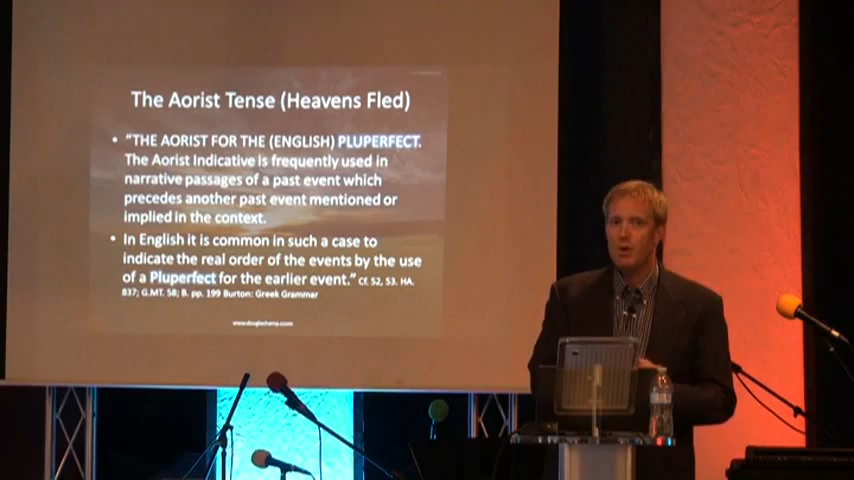 The Aorist Tense (Heavens Fled)
• "THE AORIST FOR THE (ENGLISH) PLUPERFECT.
The Aorist Indicative is frequently used in
narrative passages of a past event which
precedes another past event mentioned or
implied in the context.
• In English it is common in such a case to
indicate the real order of the events by the use
of a Pluperfect for the earlier event." Cf. 52, 53. HA.
837; G.MT. 58; B. pp. 199 Burton: Greek Grammar